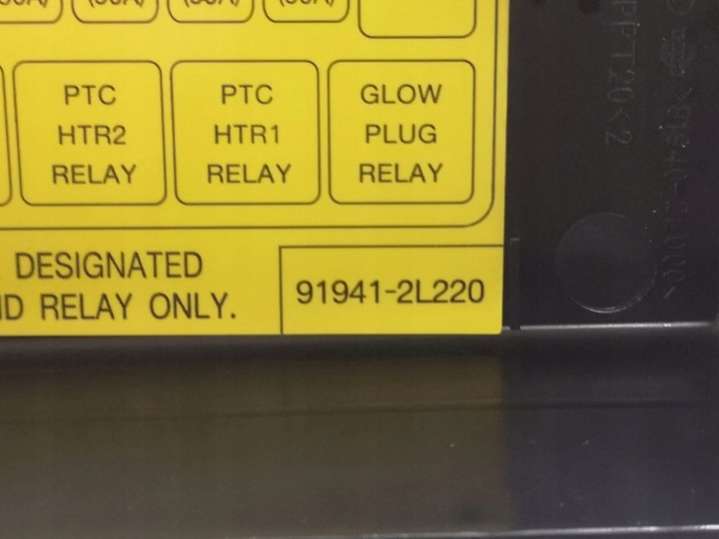 PTC
HTR2
RELAY
PTC
HTR1
RELAY
GLOW
PLUG
RELAY
DESIGNATED
RELAY ONLY.
91941-2L220